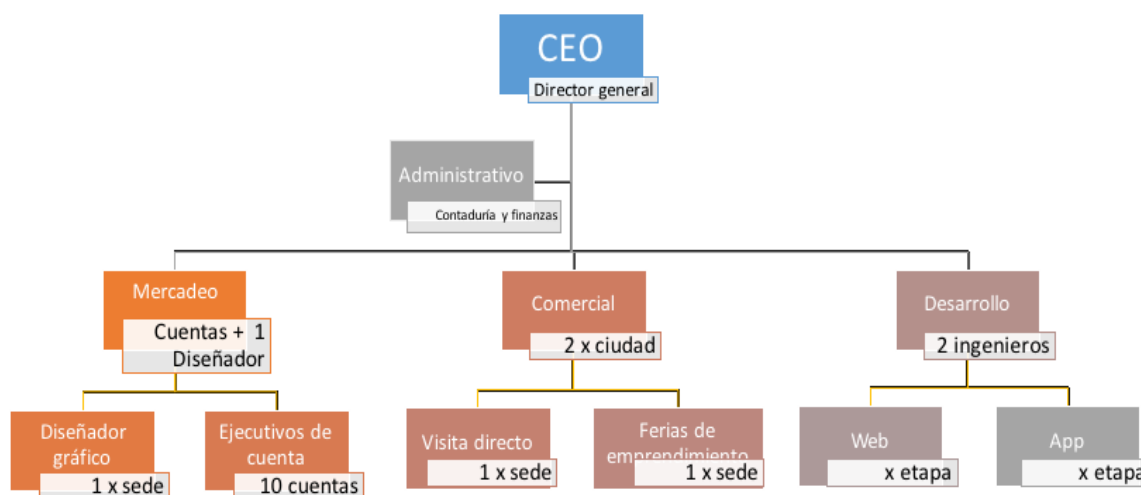 CEO
Director general
Administrativo
Contaduría y finanzas
Mercadeo
Cuentas + 1
Diseñador
Comercial
2 x ciudad
Desarrollo
2 ingenieros
Diseñador
gráfico
1 x sede
Ejecutivos de
cuenta
10 cuentas
Visita directo
1 x sede
Ferias de
emprendimiento
1 x sede
Web
x etapa
App
x etapa